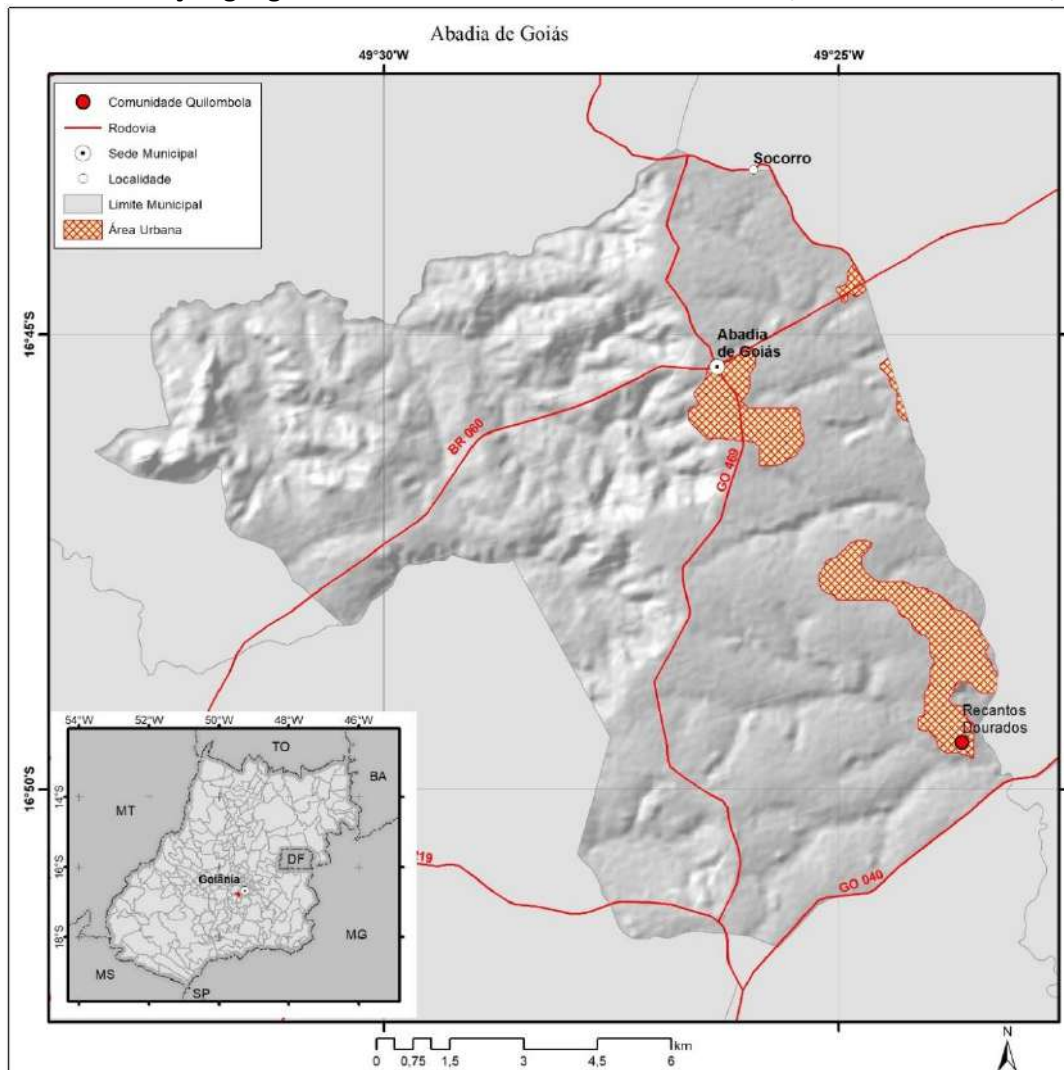 Abadia de Goiás
49°30'W
49°25'W
Comunidade Quilombola
Rodovia
Sede Municipal
Localidade
Limite Municipal
Área Urbana
Socorro
16°45'S
Abadia
de Goiás
BR 060
GO 469
Recantos
Dourados
16°50'S
'19
GO 040
54°W
52°W
50°W
48°W
46°W
TO
BA
MT
14°S
DF
16°S
Goiânia
18°S
MG
MS
SP
km
0
0,75
1,5
3
4,5
6
N